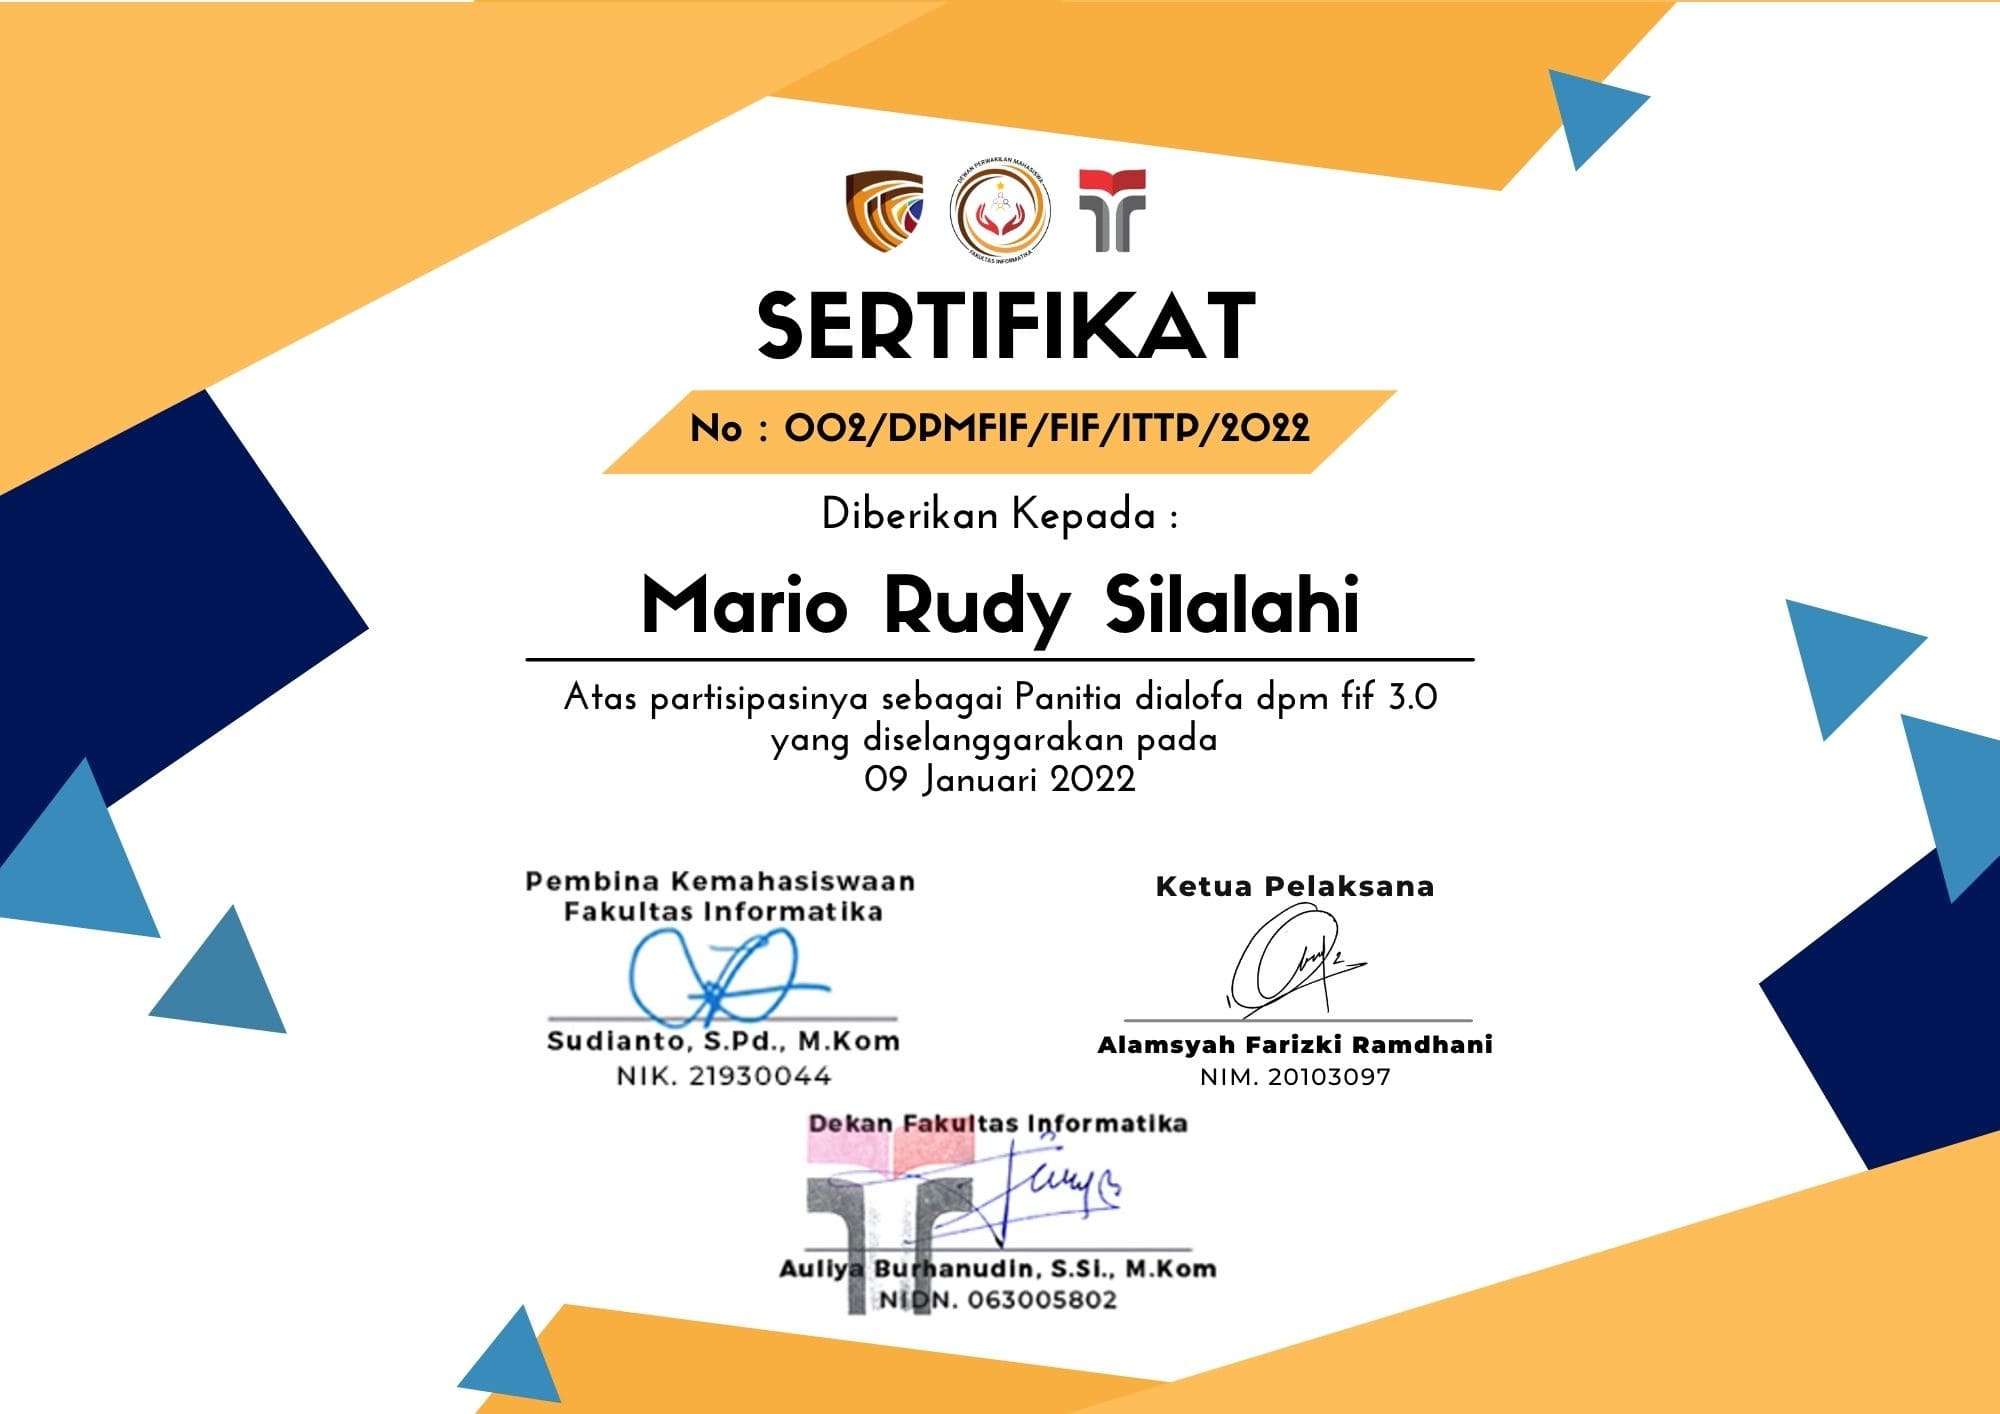 DEWAN PERWAKILAN MAHASISWA
FAKULTAS INFORMATIKA
SERTIFIKAT
No : 002/DPMFIF/FIF/ITTP/2022
Diberikan Kepada :
Mario Rudy Silalahi
Atas partisipasinya sebagai Panitia dialofa dpm fif 3.0
yang diselanggarakan pada
09 Januari 2022
Pembina Kemahasiswaan
Fakultas Informatika
Sudianto, S.Pd., M.Kom
NIK. 21930044
Ketua Pelaksana
Alamsyah Farizki Ramdhani
NIM. 20103097
Dekan Fakultas Informatika
Auliya Burhanudin, S.Si., M.Kom
NIDN. 063005802